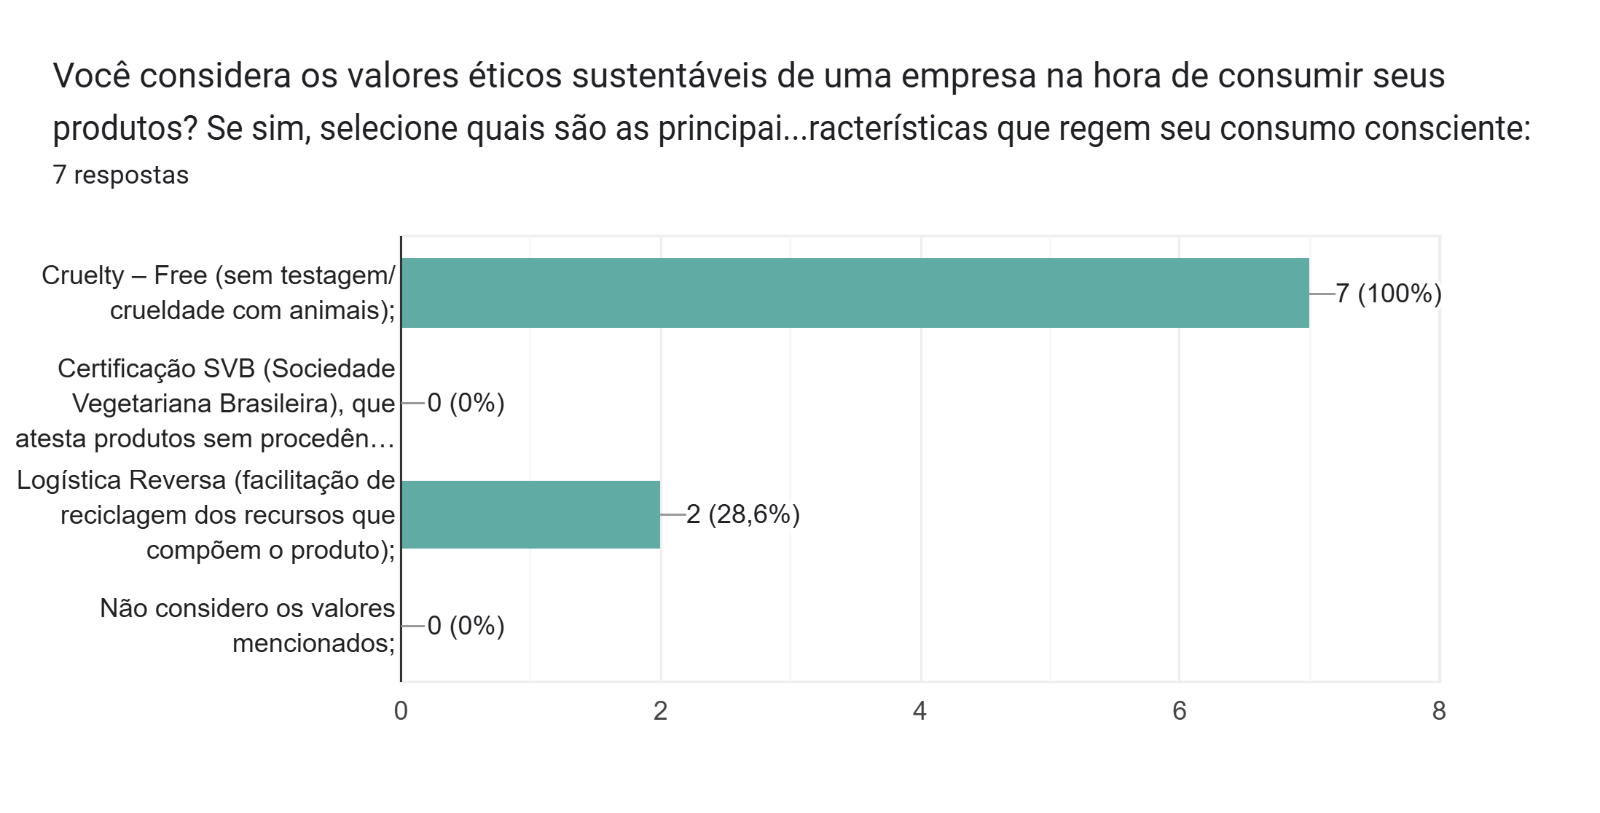 Você considera os valores éticos sustentáveis de uma empresa na hora de consumir seus
produtos? Se sim, selecione quais são as principai...racterísticas que regem seu consumo consciente:
7 respostas
Cruelty – Free (sem testagem/
crueldade com animais);
7 (100%)
Certificação SVB (Sociedade
Vegetariana Brasileira), que
atesta produtos sem procedên…
0 (0%)
Logística Reversa (facilitação de
reciclagem dos recursos que
compõem o produto);
2 (28,6%)
Não considero os valores
mencionados;
0 (0%)
0 2 4 6 8